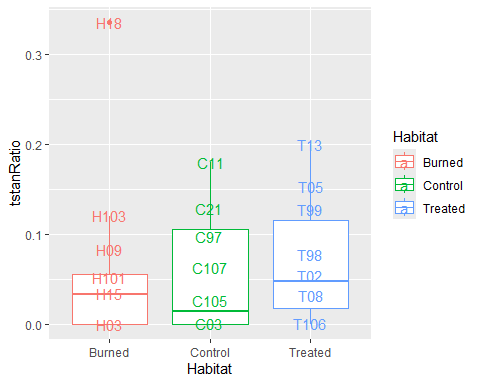 tstanRatio
0.3
0.2
0.1
0.0
H18
H103
H09
H101
H15
H03
C11
C21
C97
C107
C105
C03
T13
T05
T99
T98
T02
T08
T106
Burned
Control
Treated
Habitat
Habitat
a Burned
a Control
a Treated